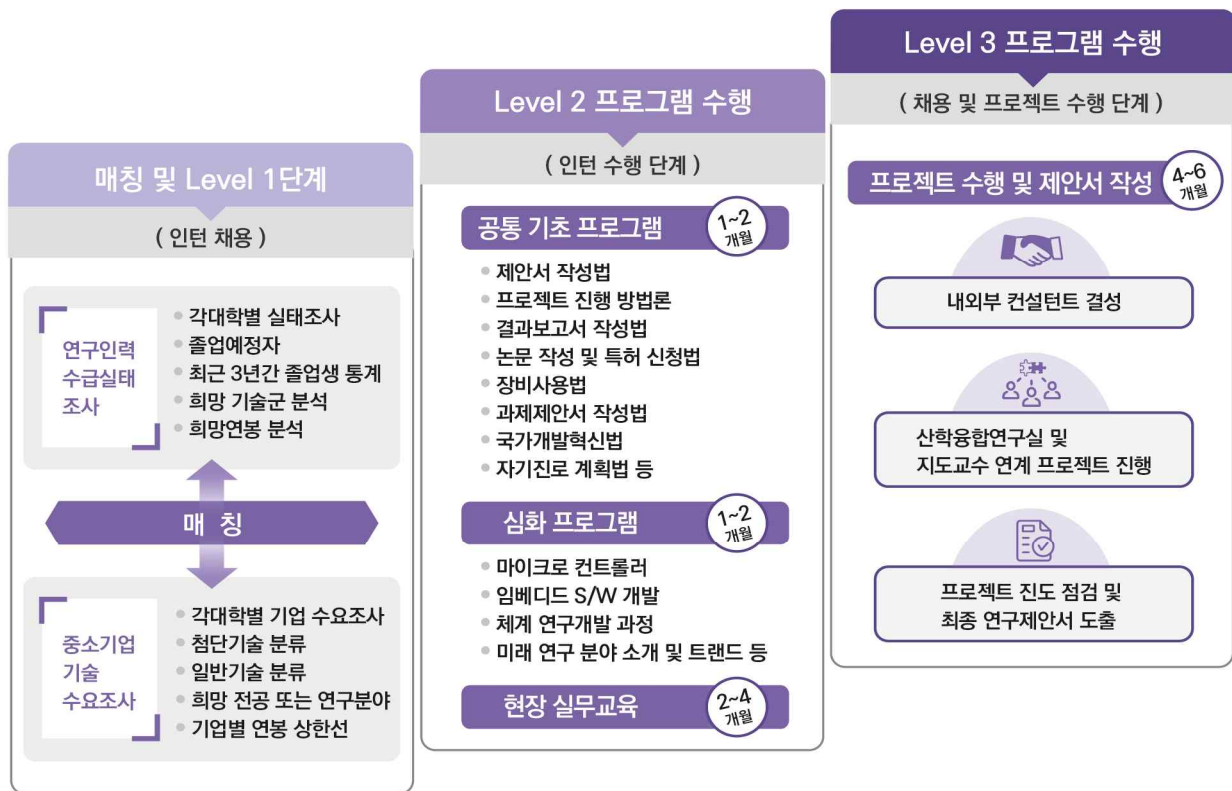 매칭 및 Level 1단계
( 인턴 채용 )
연구인력
수급실태
조사
각대학별 실태조사
졸업예정자
최근 3년간 졸업생 통계
희망 기술군 분석
희망연봉 분석
매 칭
중소기업
기술
수요조사
각대학별 기업 수요조사
첨단기술 분류
일반기술 분류
희망 전공 또는 연구분야
기업별 연봉 상한선
Level 2 프로그램 수행
( 인턴 수행 단계 )
공통 기초 프로그램
1~2
개월
제안서 작성법
프로젝트 진행 방법론
결과보고서 작성법
논문 작성 및 특허 신청법
장비사용법
과제제안서 작성법
국가개발혁신법
자기진로 계획법 등
심화 프로그램
1~2
개월
마이크로 컨트롤러
임베디드 S/W 개발
체계 연구개발 과정
미래 연구 분야 소개 및 트랜드 등
현장 실무교육
2~4
개월
Level 3 프로그램 수행
( 채용 및 프로젝트 수행 단계 )
프로젝트 수행 및 제안서 작성
4~6
개월
내외부 컨설턴트 결성
산학융합연구실 및
지도교수 연계 프로젝트 진행
프로젝트 진도 점검 및
최종 연구제안서 도출